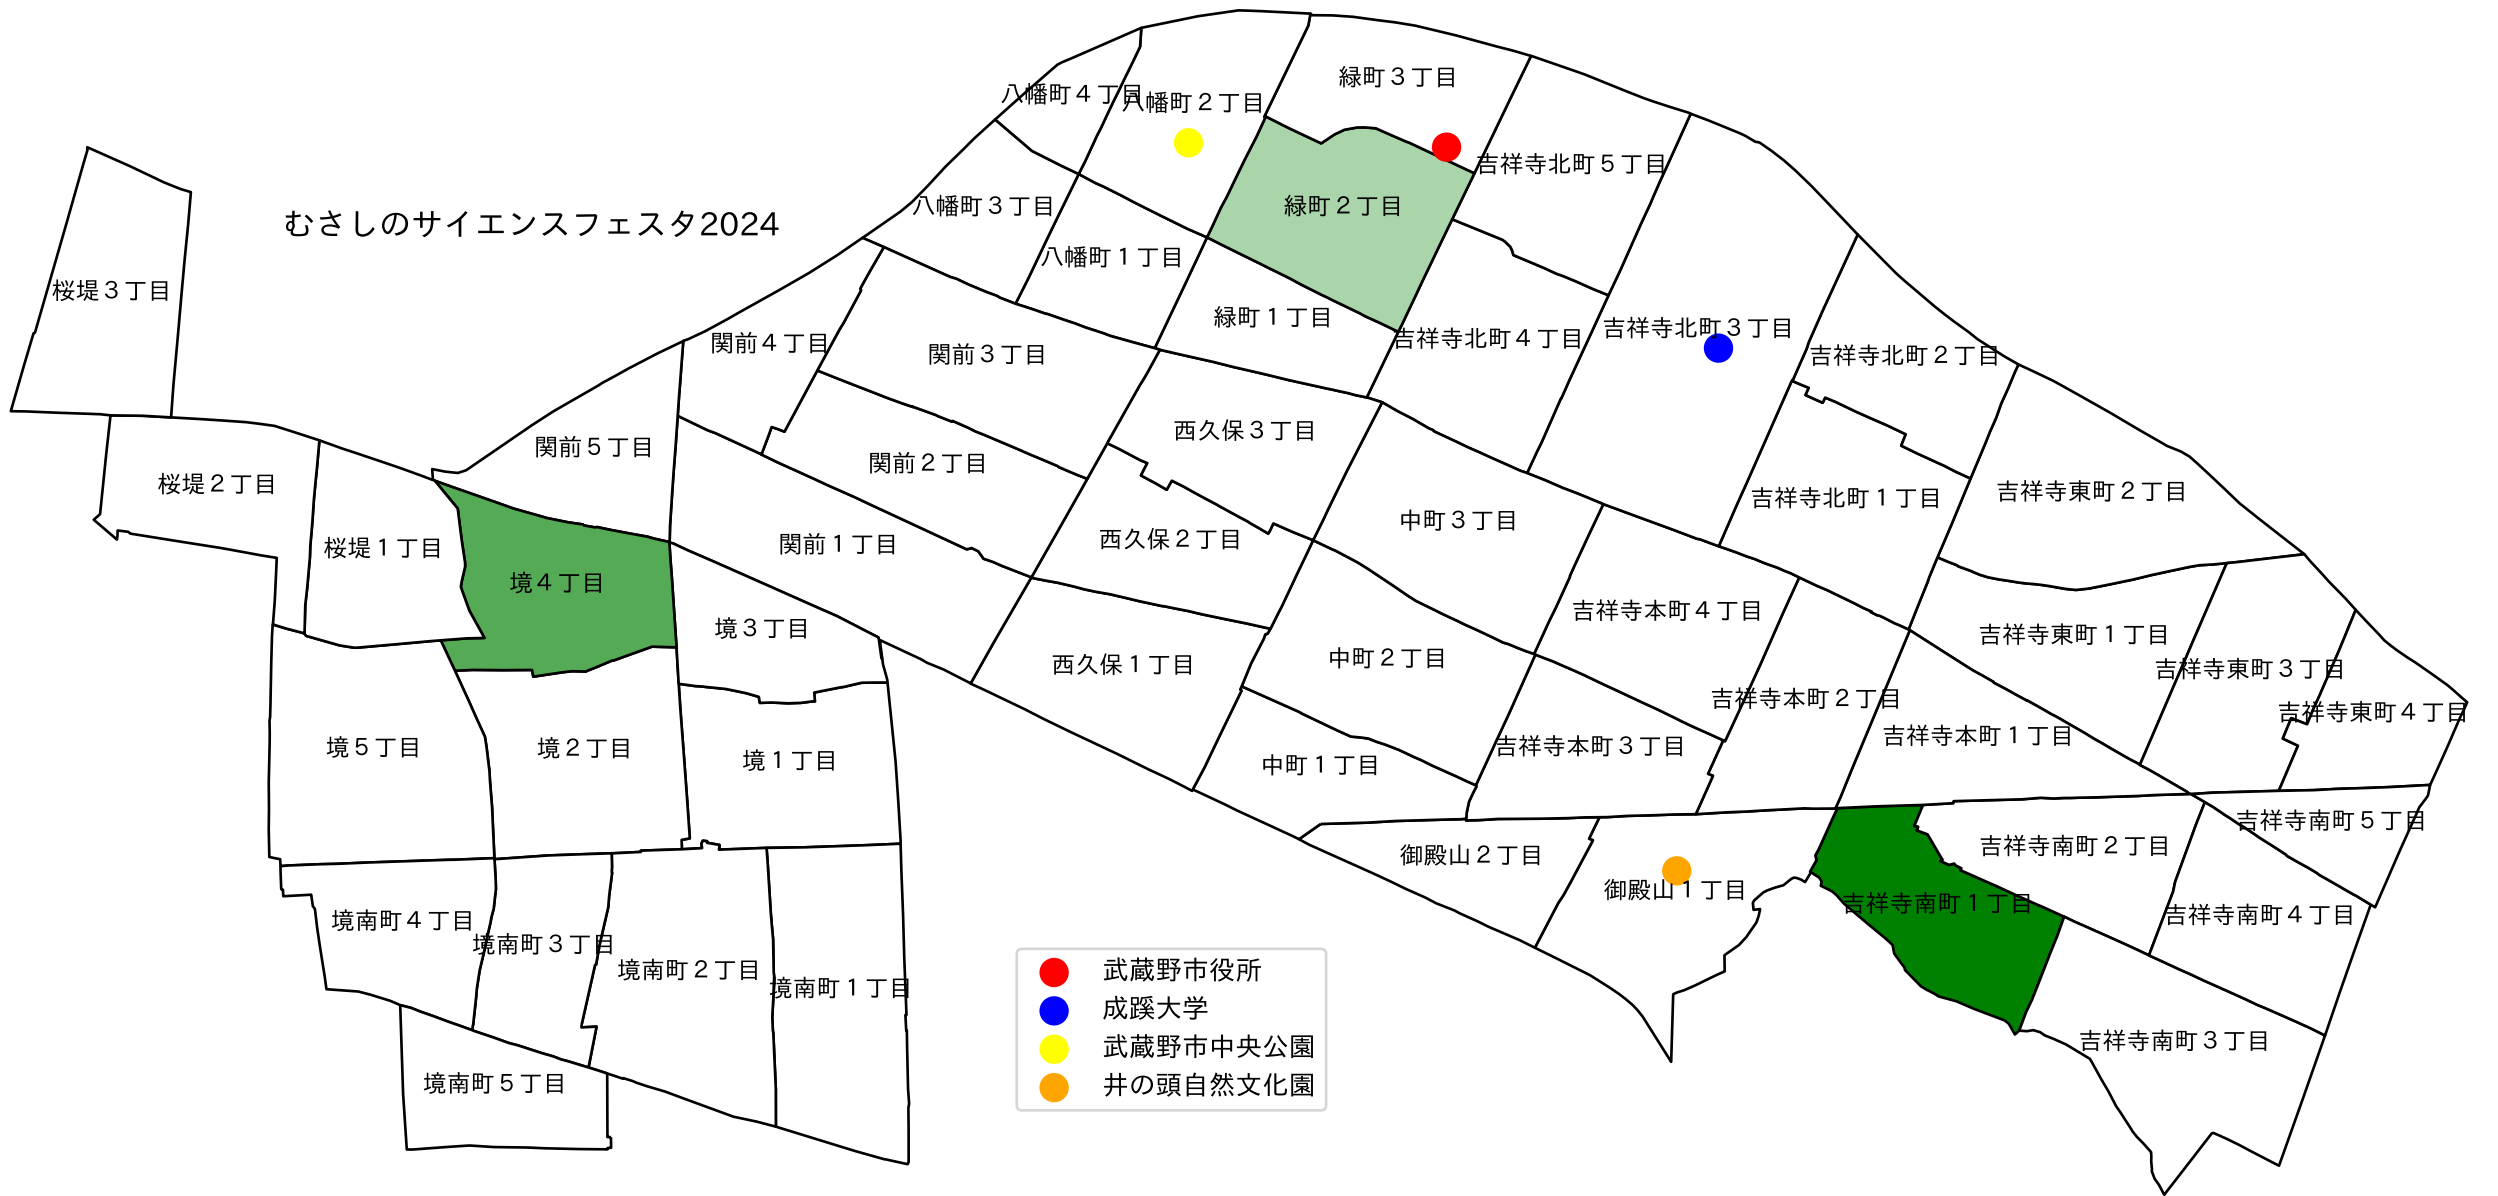 八幡町４丁目
八幡町２丁目
緑町３丁目
吉祥寺北町５丁目
八幡町３丁目
緑町２丁目
むさしのサイエンスフェスタ2024
八幡町１丁目
桜堤３丁目
緑町１丁目
吉祥寺北町４丁目
吉祥寺北町３丁目
関前４丁目
関前３丁目
吉祥寺北町２丁目
関前５丁目
西久保３丁目
関前２丁目
桜堤２丁目
吉祥寺東町２丁目
吉祥寺北町１丁目
中町３丁目
西久保２丁目
関前１丁目
桜堤１丁目
境４丁目
吉祥寺本町４丁目
境３丁目
吉祥寺東町１丁目
中町２丁目
西久保１丁目
吉祥寺東町３丁目
吉祥寺本町２丁目
吉祥寺東町４丁目
吉祥寺本町１丁目
境５丁目
境２丁目
吉祥寺本町３丁目
境１丁目
中町１丁目
吉祥寺南町５丁目
吉祥寺南町２丁目
御殿山２丁目
御殿山１丁目
吉祥寺南町１丁目
吉祥寺南町４丁目
境南町４丁目
境南町３丁目
境南町２丁目
境南町１丁目
吉祥寺南町３丁目
境南町５丁目
武蔵野市役所
成蹊大学
武蔵野市中央公園
井の頭自然文化園